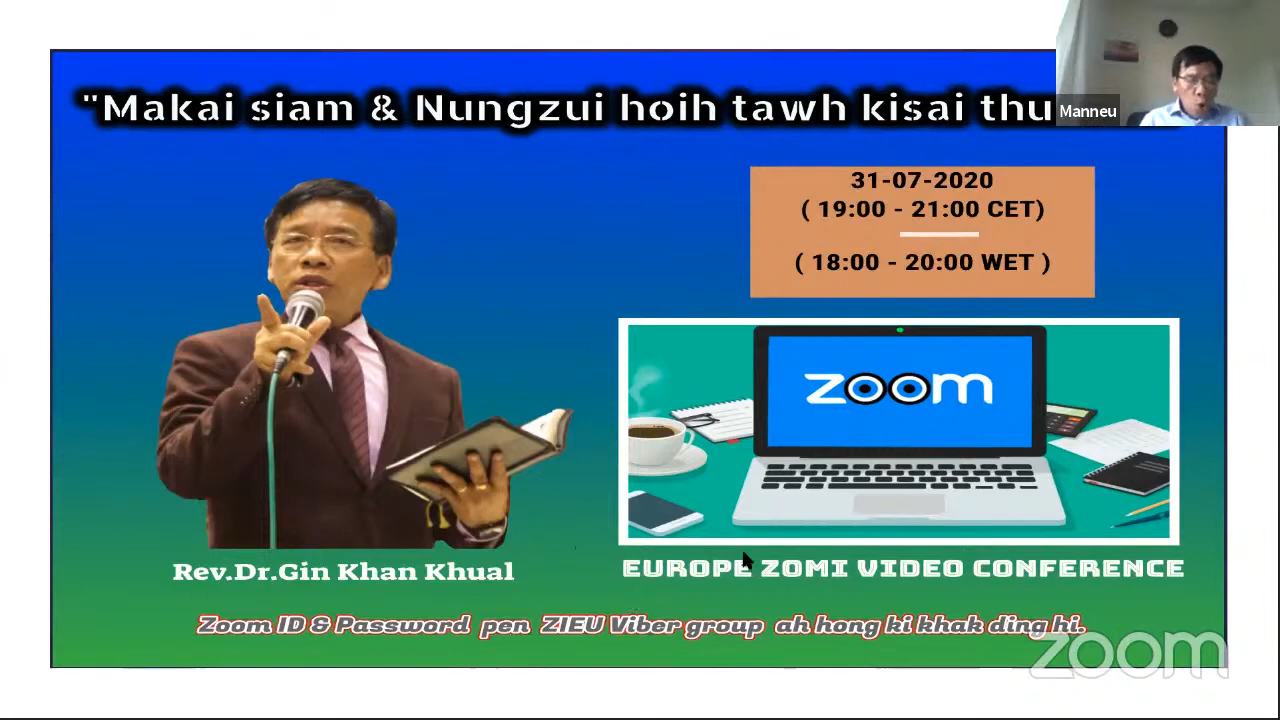 "Makai siam & Nungzui hoih tawh kisai thu
Manneu
31-07-2020
( 19:00 - 21:00 CET)
( 18:00 - 20:00 WET )
zoom
Rev.Dr.Gin Khan Khual
EUROPE ZOMI VIDEO CONFERENCE
Zoom ID & Password pen ZIEU Viber group ah hong ki khak ding hi.
zoom